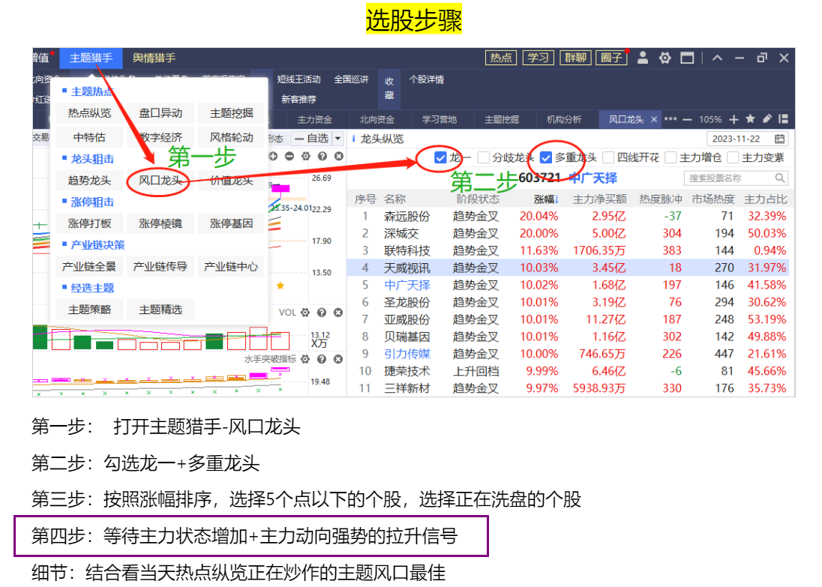 选股步骤
增值 主题猎手 舆情猎手 热点 学习 群聊 圈子
短线王活动 全国巡讲 收藏 个股详情
新客推荐
主力资金 北向资金 学习营地 主题挖掘 机构分析 风口龙头 105%
主题热点
热点纵览 盘口异动 主题挖掘
中特估 数字经济 风格轮动
龙头狙击
趋势龙头 风口龙头 价值龙头
涨停狙击
涨停打板 涨停棱镜 涨停基因
产业链决策
产业链全景 产业链传导 产业链中心
经选主题
主题策略 主题精选
第一步
自选
26.69
25.35-24.01
22.29
17.90
13.50
VOL
13.12
X万
水手突破指标
19.48
龙头纵览 2023-11-22
龙一 分歧龙头 多重龙头 四线开花 主力增仓 主力变紫
第二步
603721 中广天择 搜索股票名称
序号 名称 阶段状态 涨幅↓ 主力净买额 热度脉冲 市场热度 主力占比
1 森远股份 趋势金叉 20.04% 2.95亿 -37 71 32.39%
2 深城交 趋势金叉 20.00% 5.00亿 304 194 50.03%
3 联特科技 趋势金叉 11.63% 1706.35万 383 144 0.94%
4 天威视讯 趋势金叉 10.03% 3.45亿 18 270 31.97%
5 中广天择 趋势金叉 10.02% 1.68亿 197 146 41.58%
6 圣龙股份 趋势金叉 10.01% 3.19亿 76 294 30.62%
7 亚威股份 趋势金叉 10.01% 11.27亿 187 248 53.19%
8 贝瑞基因 趋势金叉 10.01% 1.16亿 302 142 49.88%
9 引力传媒 趋势金叉 10.00% 746.65万 226 447 21.61%
10 捷荣技术 上升回档 9.99% 6.46亿 -6 81 45.66%
11 三祥新材 趋势金叉 9.97% 5938.93万 330 176 35.73%
第一步： 打开主题猎手-风口龙头
第二步：勾选龙一+多重龙头
第三步：按照涨幅排序，选择5个点以下的个股，选择正在洗盘的个股
第四步：等待主力状态增加+主力动向强势的拉升信号
细节：结合看当天热点纵览正在炒作的主题风口最佳